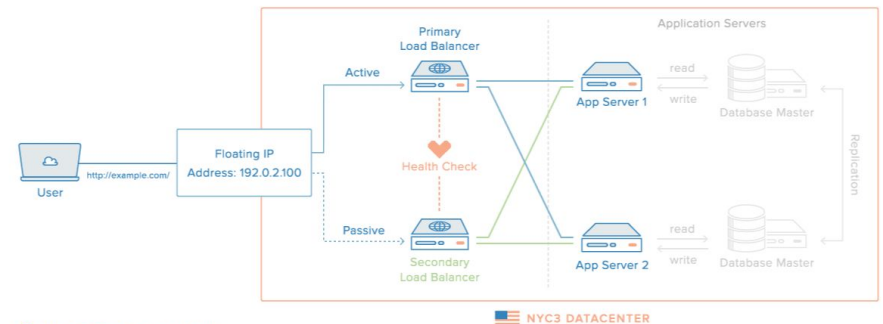 Application Servers
Primary
Load Balancer
Active
read
write
App Server 1
Database Master
Floating IP
Address: 192.0.2.100
http://example.com/
User
Health Check
Replication
Passive
read
write
App Server 2
Database Master
Secondary
Load Balancer
NYC3 DATACENTER